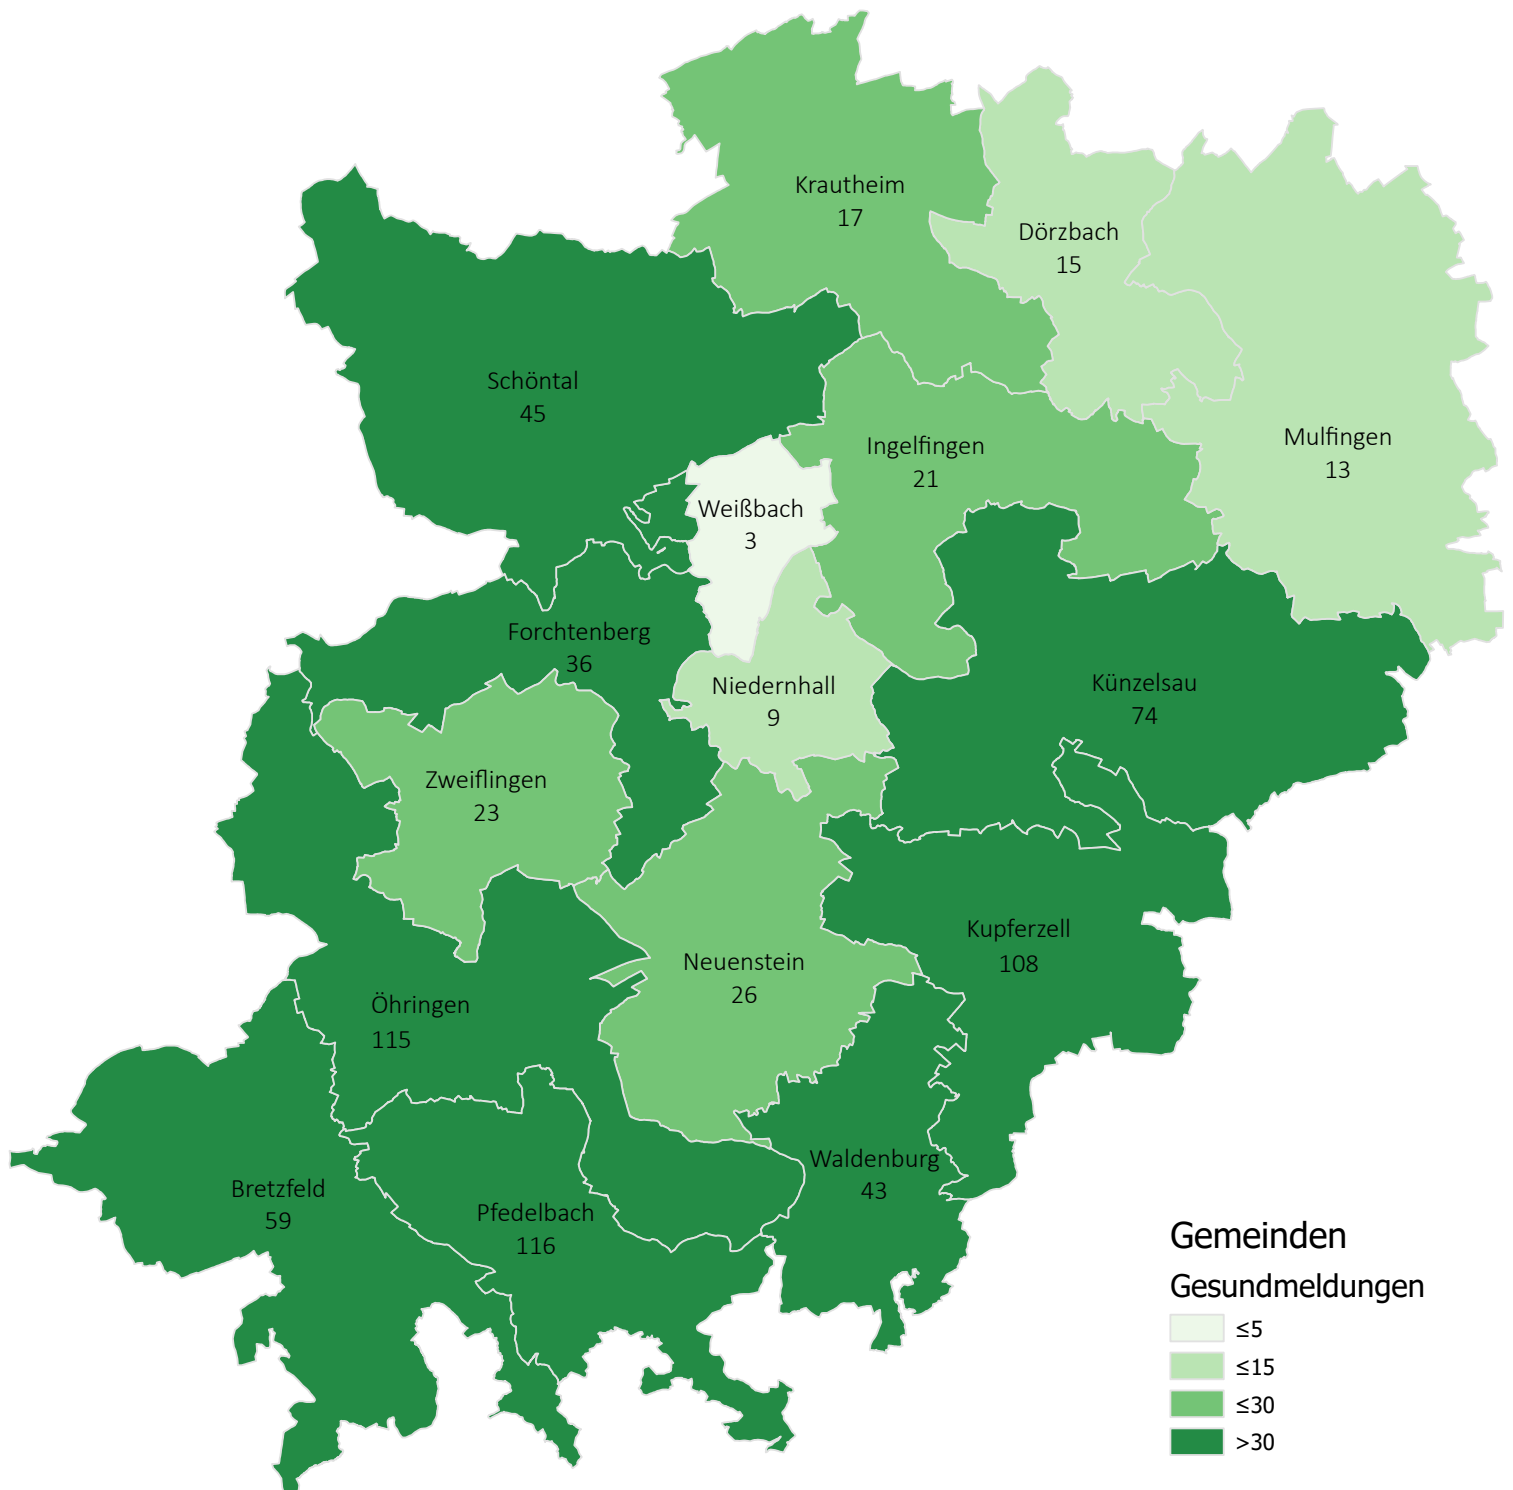 Krautheim
17
Dörzbach
15
Schöntal
45
Mulfingen
13
Ingelfingen
21
Weißbach
3
Forchtenberg
36
Niedernhall
9
Künzelsau
74
Zweiflingen
23
Kupferzell
108
Neuenstein
26
Öhringen
115
Waldenburg
43
Bretzfeld
59
Pfedelbach
116
Gemeinden
Gesundmeldungen
≤5
≤15
≤30
>30